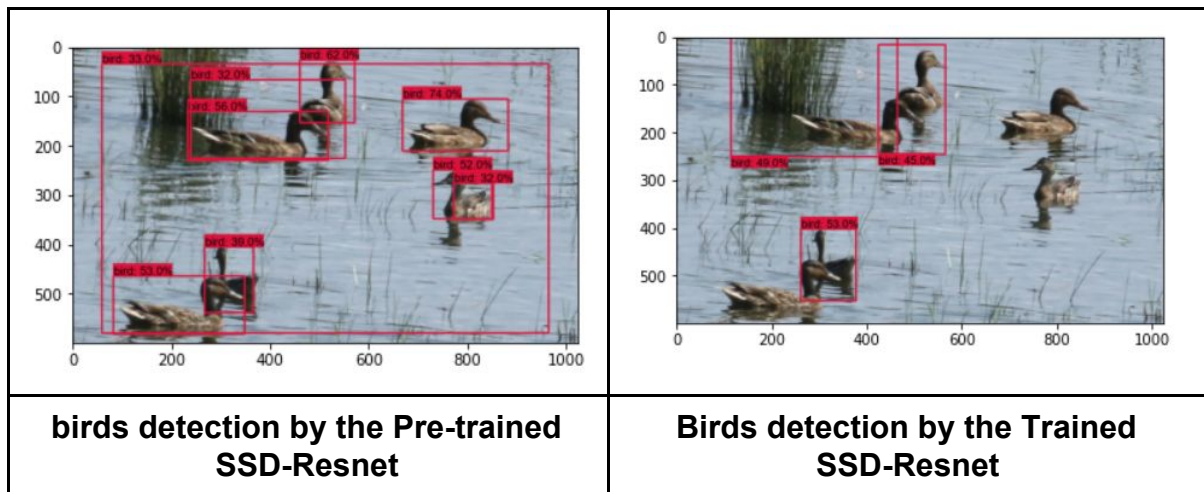 0
100
200
300
400
500
0 200 400 600 800 1000
bird: 33.0%
bird: 62.0%
bird: 32.0%
bird: 56.0%
bird: 74.0%
bird: 52.0%
bird: 32.0%
bird: 39.0%
bird: 53.0%
birds detection by the Pre-trained
SSD-Resnet
0
100
200
300
400
500
0 200 400 600 800 1000
bird: 49.0%
bird: 45.0%
bird: 53.0%
Birds detection by the Trained
SSD-Resnet